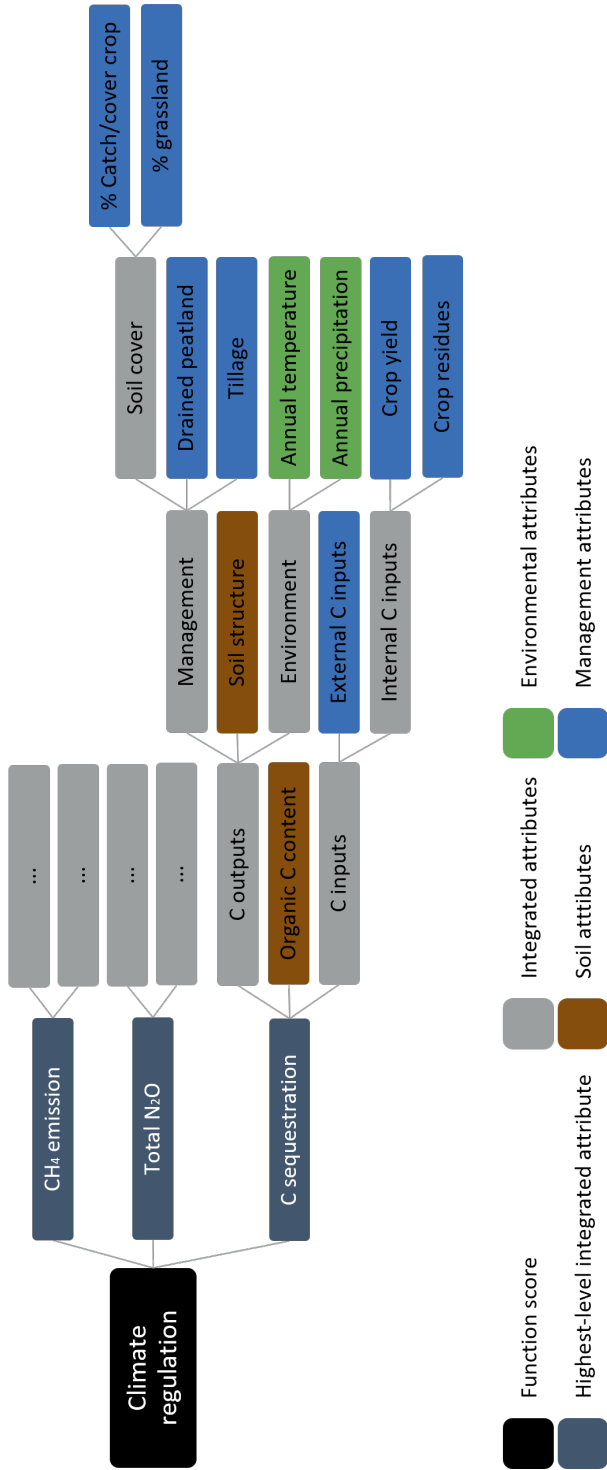 Climate
regulation
CH₄ emission
Total N₂O
C sequestration
...
...
...
...
C outputs
Organic C content
C inputs
Management
Soil structure
Environment
External C inputs
Internal C inputs
Soil cover
Drained peatland
Tillage
Annual temperature
Annual precipitation
Crop yield
Crop residues
% Catch/cover crop
% grassland
Function score
Highest-level integrated attribute
Integrated attributes
Soil atttibutes
Environmental attributes
Management attributes